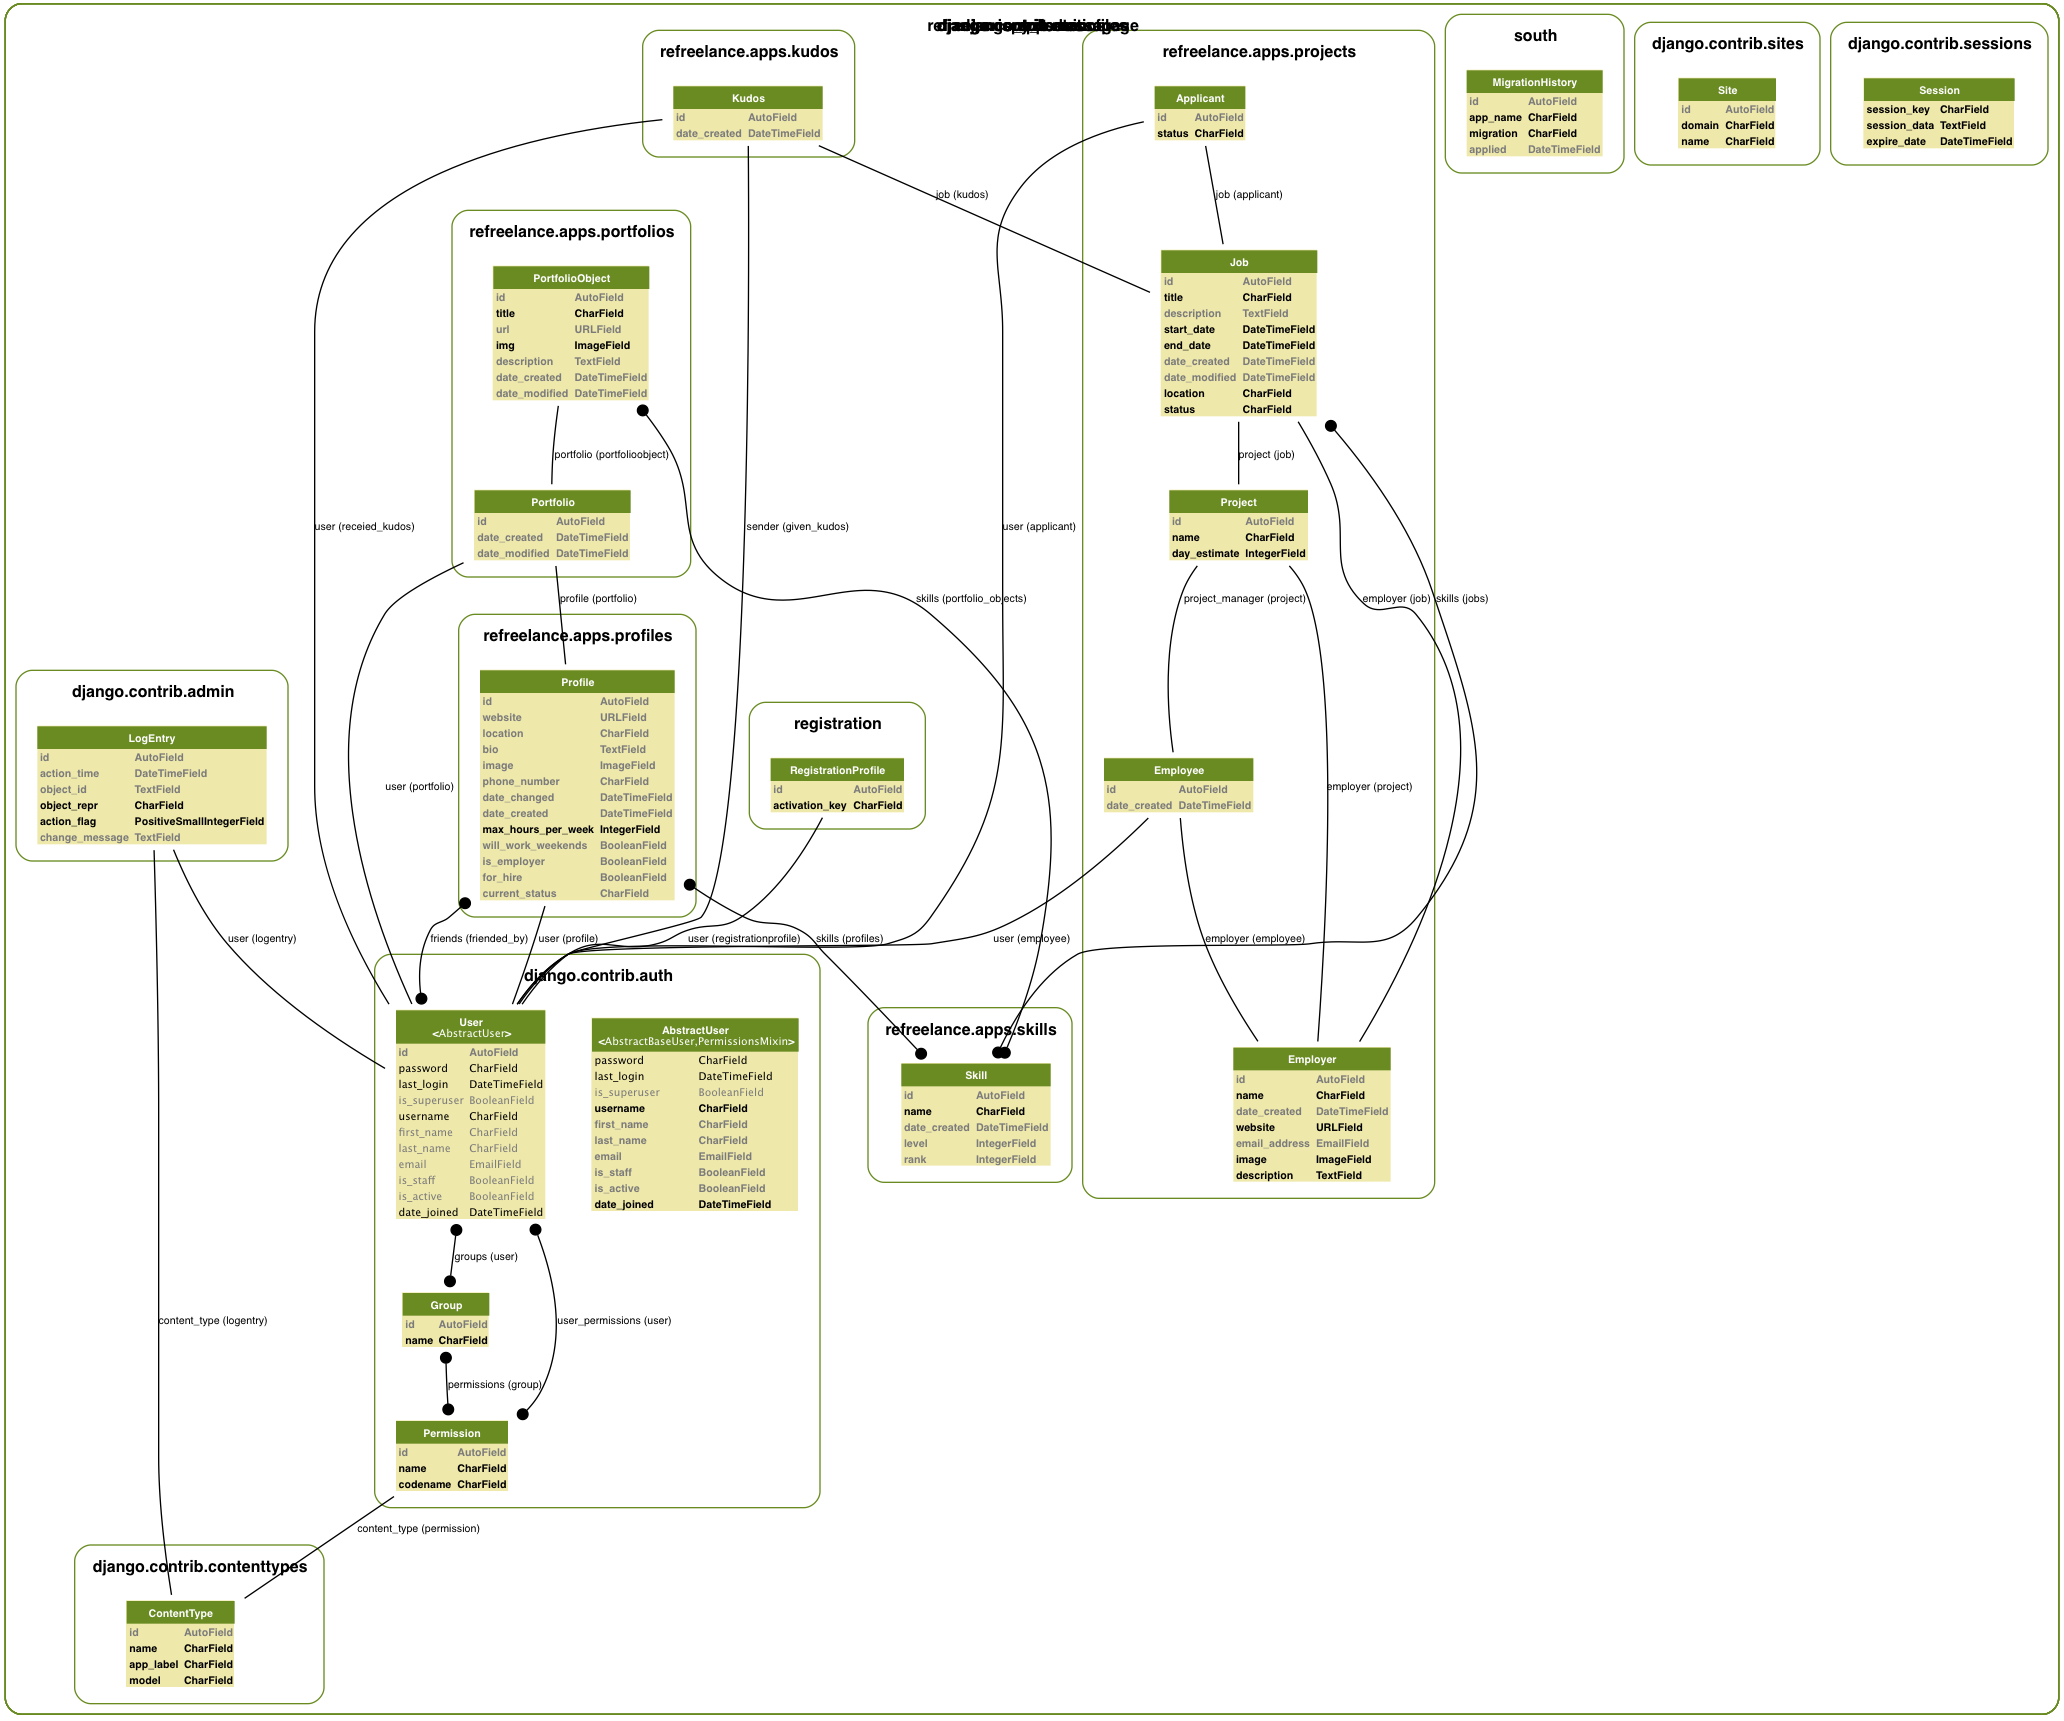 refreelance.apps.kudos
Kudos
id AutoField
date_created DateTimeField
refreelance.apps.projects
Applicant
id AutoField
status CharField
south
MigrationHistory
id AutoField
app_name CharField
migration CharField
applied DateTimeField
django.contrib.sites
Site
id AutoField
domain CharField
name CharField
django.contrib.sessions
Session
session_key CharField
session_data TextField
expire_date DateTimeField
job (kudos)
job (applicant)
refreelance.apps.portfolios
PortfolioObject
id AutoField
title CharField
url URLField
img ImageField
description TextField
date_created DateTimeField
date_modified DateTimeField
Job
id AutoField
title CharField
description TextField
start_date DateTimeField
end_date DateTimeField
date_created DateTimeField
date_modified DateTimeField
location CharField
status CharField
portfolio (portfolioobject)
project (job)
Portfolio
id AutoField
date_created DateTimeField
date_modified DateTimeField
Project
id AutoField
name CharField
day_estimate IntegerField
user (receied_kudos)
sender (given_kudos)
user (applicant)
profile (portfolio)
skills (portfolio_objects)
project_manager (project)
employer (job)
skills (jobs)
refreelance.apps.profiles
Profile
id AutoField
website URLField
location CharField
bio TextField
image ImageField
phone_number CharField
date_changed DateTimeField
date_created DateTimeField
max_hours_per_week IntegerField
will_work_weekends BooleanField
is_employer BooleanField
for_hire BooleanField
current_status CharField
django.contrib.admin
LogEntry
id AutoField
action_time DateTimeField
object_id TextField
object_repr CharField
action_flag PositiveSmallIntegerField
change_message TextField
registration
RegistrationProfile
id AutoField
activation_key CharField
Employee
id AutoField
date_created DateTimeField
user (portfolio)
employer (project)
user (logentry)
friends (friended_by)
user (profile)
user (registrationprofile)
skills (profiles)
user (employee)
employer (employee)
django.contrib.auth
User
<AbstractUser>
id AutoField
password CharField
last_login DateTimeField
is_superuser BooleanField
username CharField
first_name CharField
last_name CharField
email EmailField
is_staff BooleanField
is_active BooleanField
date_joined DateTimeField
AbstractUser
<AbstractBaseUser,PermissionsMixin>
password CharField
last_login DateTimeField
is_superuser BooleanField
username CharField
first_name CharField
last_name CharField
email EmailField
is_staff BooleanField
is_active BooleanField
date_joined DateTimeField
refreelance.apps.skills
Skill
id AutoField
name CharField
date_created DateTimeField
level IntegerField
rank IntegerField
Employer
id AutoField
name CharField
date_created DateTimeField
website URLField
email_address EmailField
image ImageField
description TextField
groups (user)
Group
id AutoField
name CharField
content_type (logentry)
user_permissions (user)
permissions (group)
Permission
id AutoField
name CharField
codename CharField
content_type (permission)
django.contrib.contenttypes
ContentType
id AutoField
name CharField
app_label CharField
model CharField